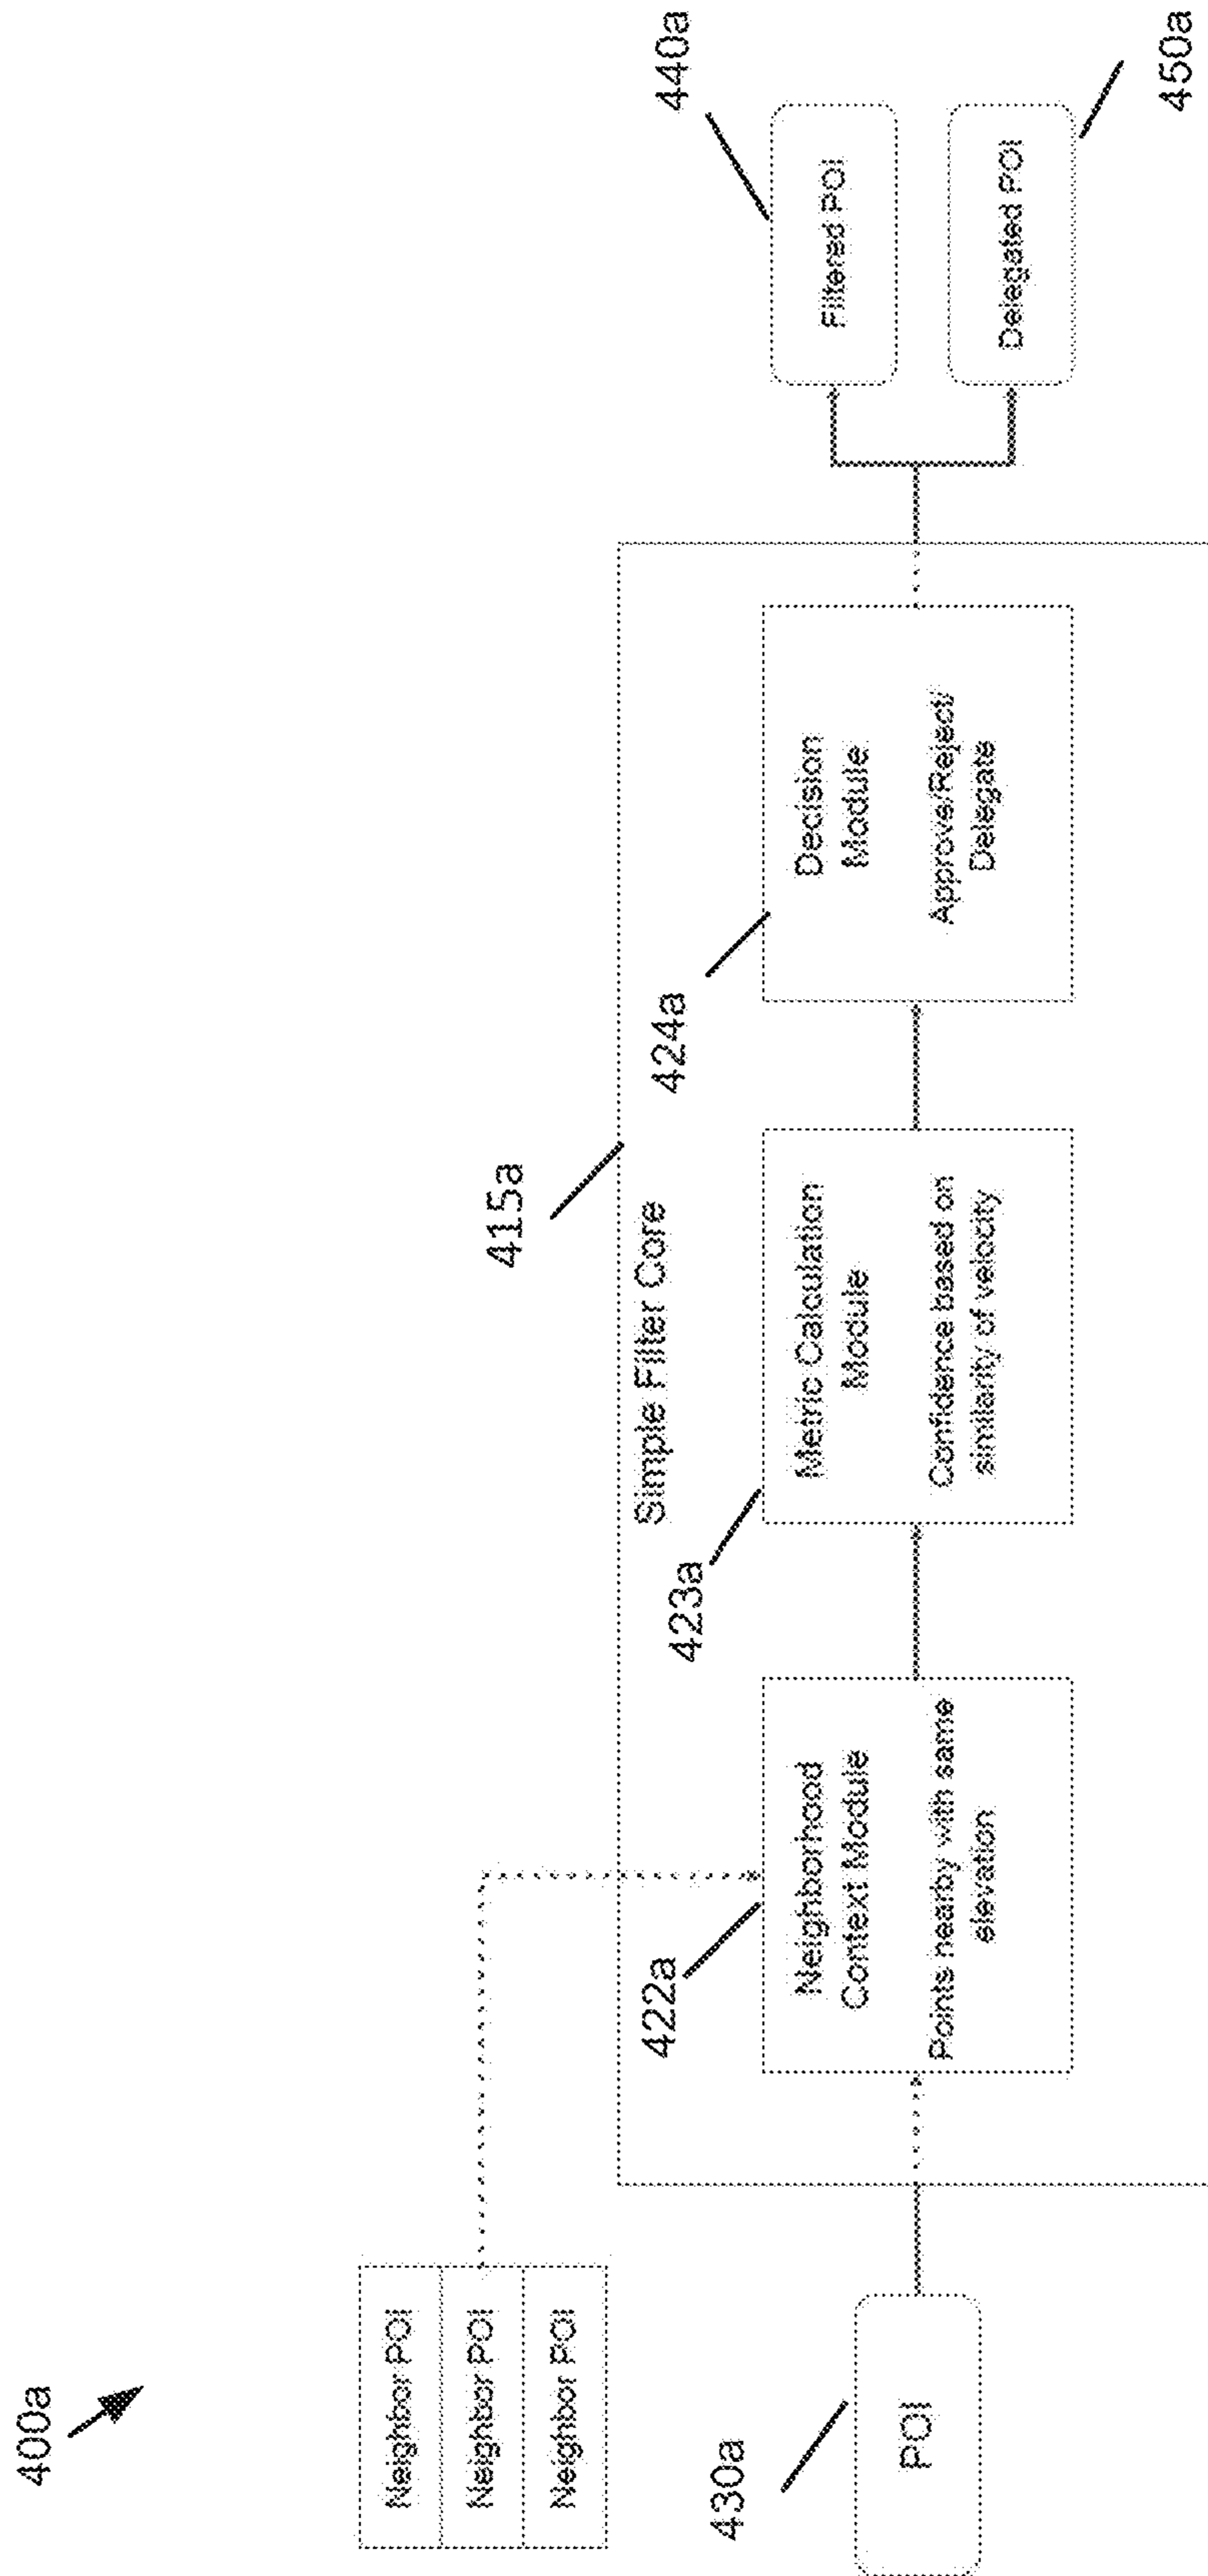 400a
Neighbor POI
Neighbor POI
Neighbor POI
430a
POI
415a
Simple Filter Core
422a
Neighborhood
Context Module
Points nearby with same
elevation
423a
Metric Calculation
Module
Confidence based on
similarity of velocity
424a
Decision
Module
Approve/Reject/
Delegate
440a
Filtered POI
Delegated POI
450a